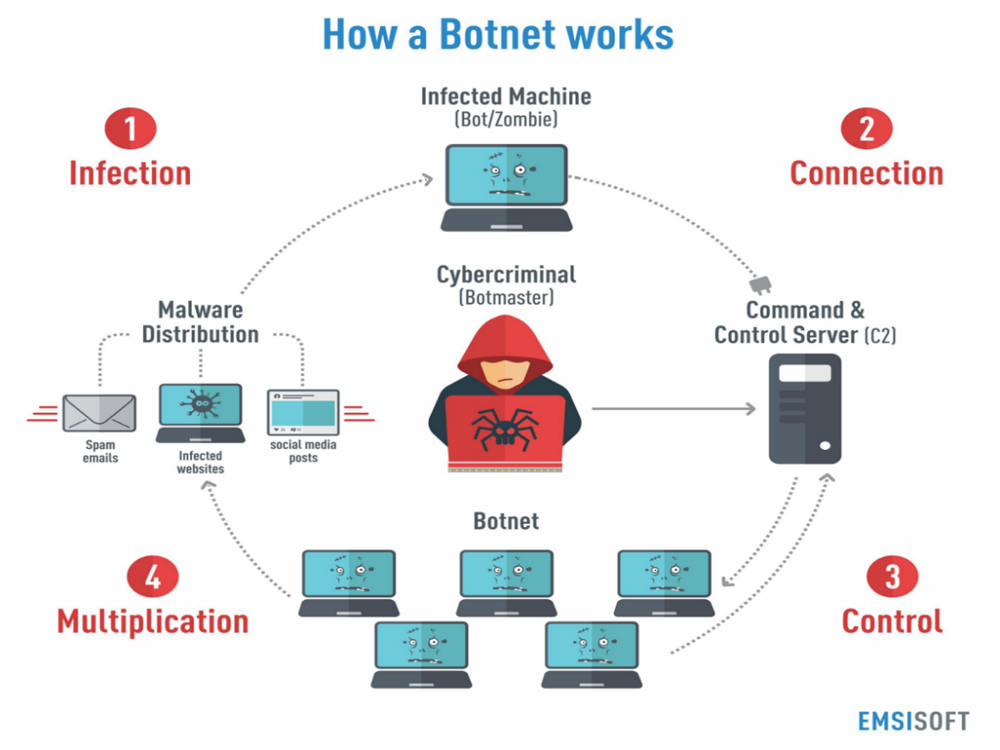 How a Botnet works
1
Infection
Infected Machine
(Bot/Zombie)
2
Connection
Malware
Distribution
Spam
emails
Infected
websites
social media
posts
Cybercriminal
(Botmaster)
Command &
Control Server (C2)
Botnet
4
Multiplication
3
Control
EMSISOFT